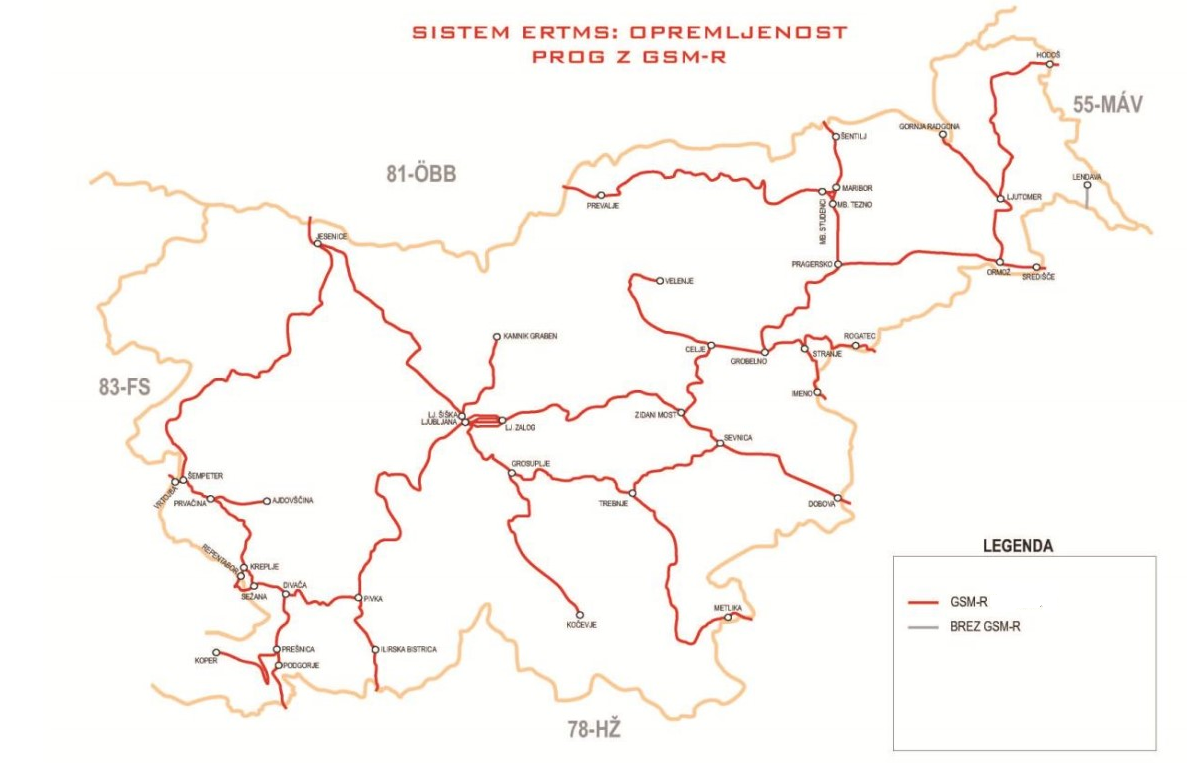 SISTEM ERTMS: OPREMLJENOST
PROG Z GSM-R
HODOŠ
55-MÁV
GORNJA RADGONA
ŠENTILJ
81-ÖBB
LENDAVA
MARIBOR
LJUTOMER
PREVALJE
MB. TEZNO
MB. STUDENCI
JESENICE
PRAGERSKO
ORMOŽ
SREDIŠČE
VELENJE
KAMNIK GRABEN
ROGATEC
CELJE
STRANJE
GROBELNO
83-FS
IMENO
LJ. ŠIŠKA
LJUBLJANA
LJ. ZALOG
ZIDANI MOST
SEVNICA
GROSUPLJE
ŠEMPETER
VRTOJBA
PRVAČINA
AJDOVŠČINA
TREBNJE
DOBOVA
LEGENDA
REPENTABOR
KREPLJE
SEŽANA
DIVAČA
PIVKA
GSM-R
METLIKA
KOČEVJE
BREZ GSM-R
PREŠNICA
ILIRSKA BISTRICA
KOPER
PODGORJE
78-HŽ